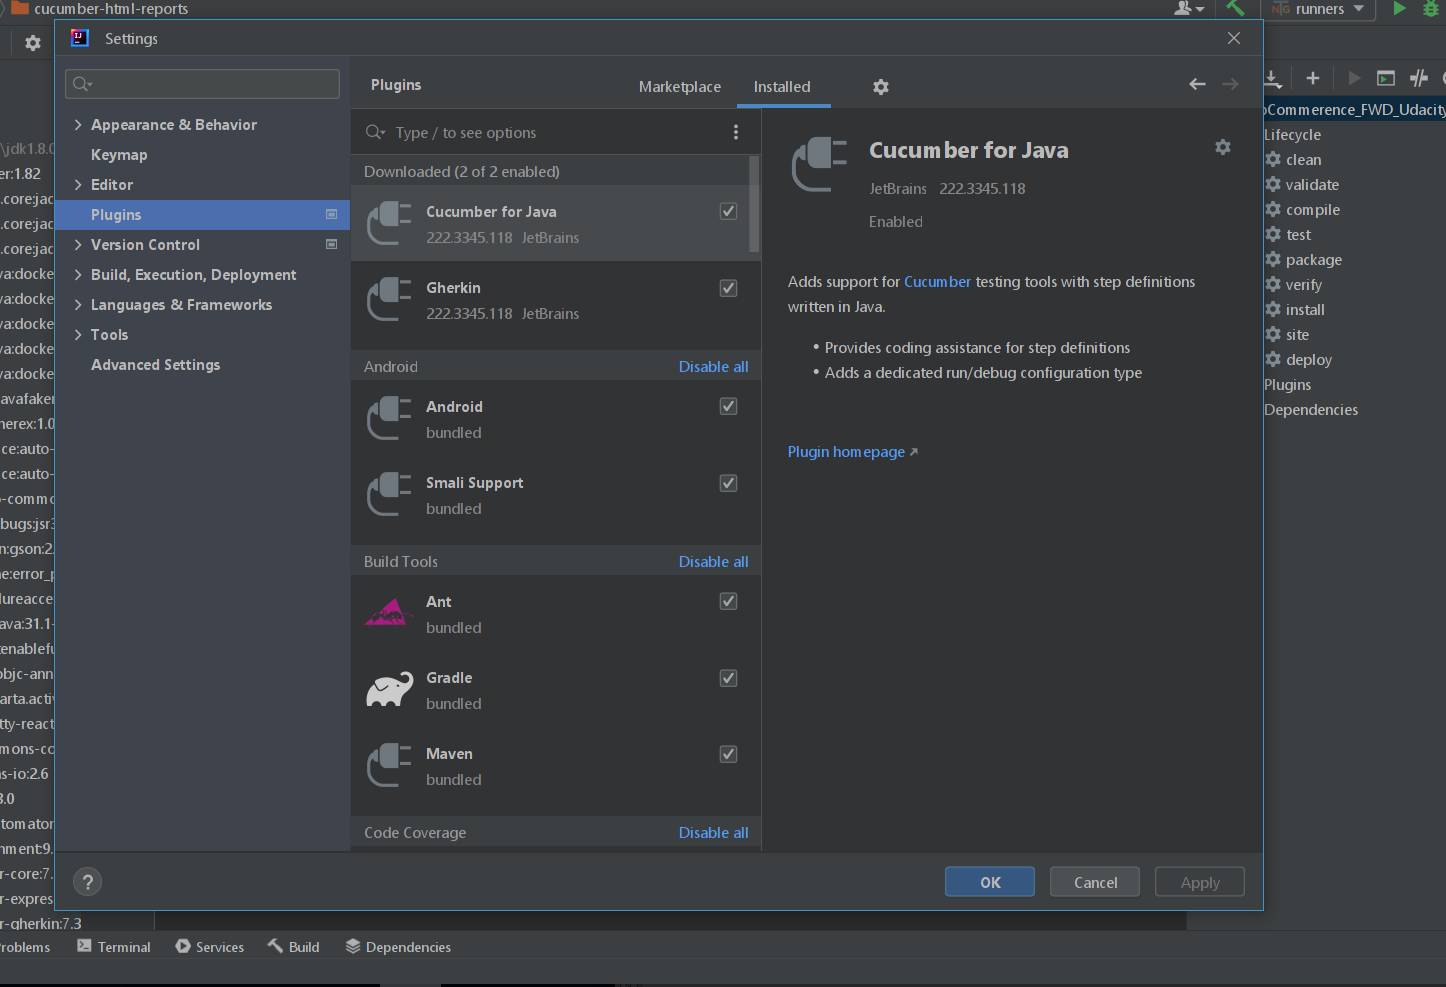 cucumber-html-reports
runners
Settings
Plugins
Marketplace
Installed
Type / to see options
Appearance & Behavior
Keymap
Editor
Plugins
Version Control
Build, Execution, Deployment
Languages & Frameworks
Tools
Advanced Settings
Downloaded (2 of 2 enabled)
Cucumber for Java
222.3345.118 JetBrains
Gherkin
222.3345.118 JetBrains
Android Disable all
Android
bundled
Smali Support
bundled
Build Tools Disable all
Ant
bundled
Gradle
bundled
Maven
bundled
Code Coverage Disable all
Cucumber for Java
JetBrains 222.3345.118
Enabled
Adds support for Cucumber testing tools with step definitions
written in Java.
• Provides coding assistance for step definitions
• Adds a dedicated run/debug configuration type
Plugin homepage
?
OK
Cancel
Apply
\jdk1.8.0
er:1.82
.core:jac
.core:jac
.core:jac
va:docke
va:docke
va:docke
va:docke
va:docke
avafaker
nerex:1.0
ce:auto-
ce:auto-
-comm
bugs:jsr3
n:gson:2.
ne:error_p
lureacce
ava:31.1-
tenablefu
objc-ann
arta.activ
tty-react
mons-co
s-io:2.6
3.0
tomator
nment:9.
r-core:7.
r-expres
r-gherkin:7.3
Commerence_FWD_Udacity
Lifecycle
clean
validate
compile
test
package
verify
install
site
deploy
Plugins
Dependencies
roblems
Terminal
Services
Build
Dependencies